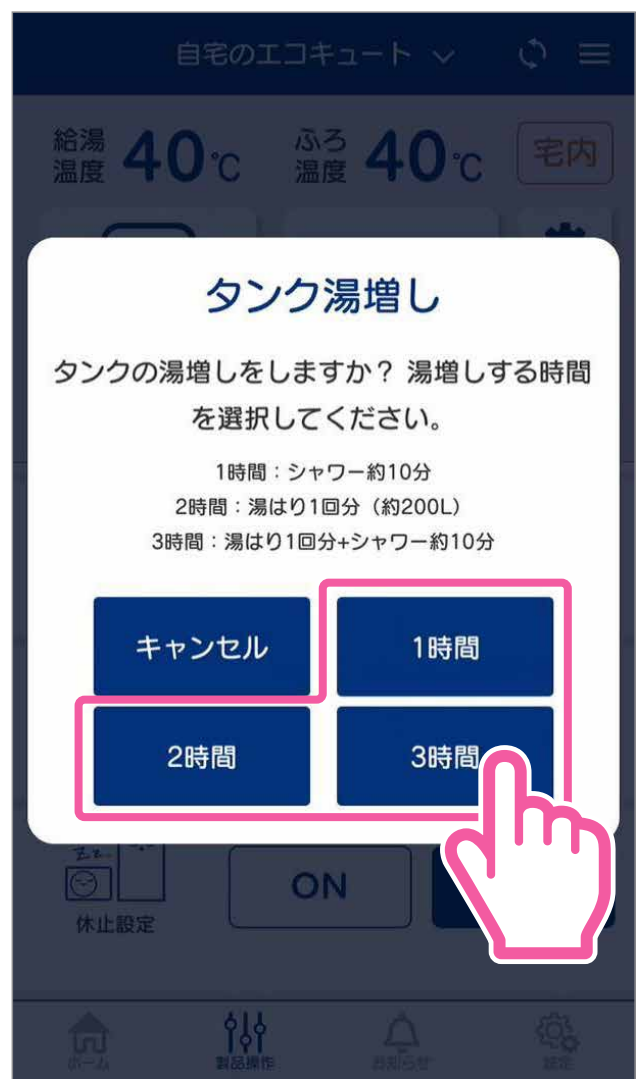 自宅のエコキュート
給湯温度 40℃ ふろ温度 40℃ 宅内
タンク湯増し
タンクの湯増しをしますか？ 湯増しする時間
を選択してください。
1時間：シャワー約10分
2時間：湯はり1回分（約200L）
3時間：湯はり1回分+シャワー約10分
キャンセル 1時間
2時間 3時間
zz..
休止設定 ON
ホーム 製品操作 お知らせ 設定